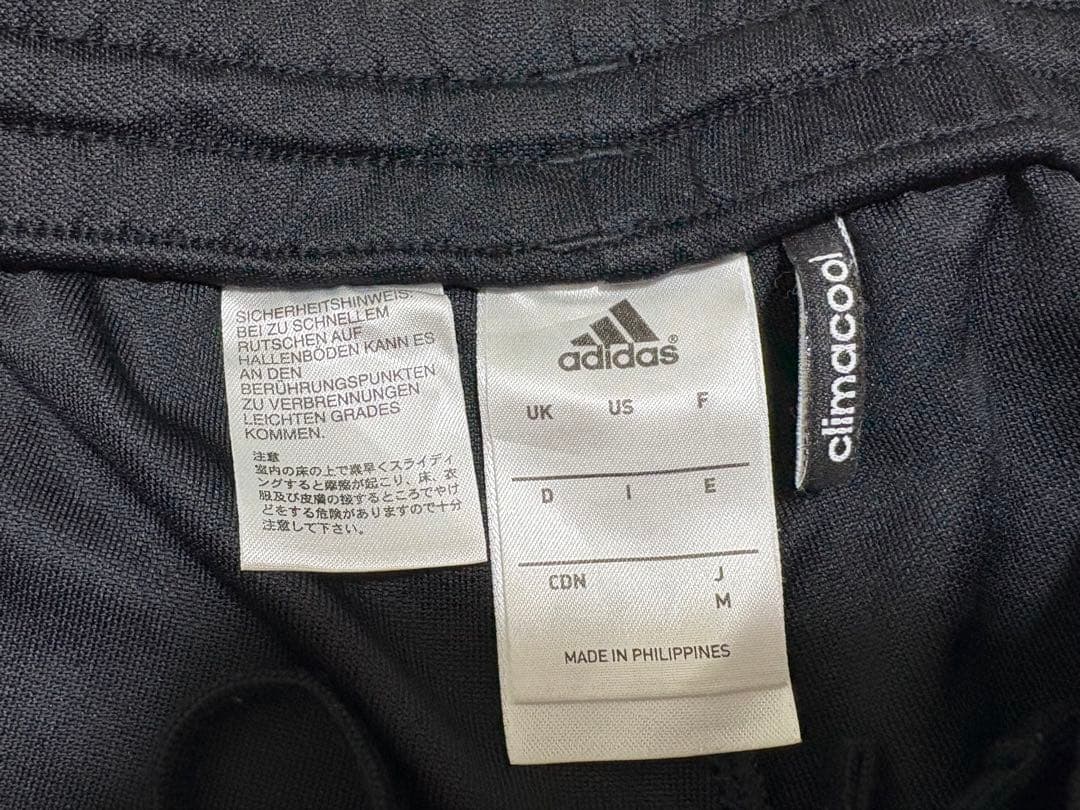 SICHERHEITSHINWEIS:
BEI ZU SCHNELLEM
RUTSCHEN AUF
HALLENBÖDEN KANN ES
AN DEN
BERÜHRUNGSPUNKTEN
ZU VERBRENNUNGEN
LEICHTEN GRADES
KOMMEN.
注意
室内の床の上で素早くスライディ
ングすると摩擦が起こり、床、衣
服及び皮膚の接するところでやけ
どをする危険がありますので十分
注意して下さい。
adidas®
UK US F
D I E
CDN J
M
MADE IN PHILIPPINES
climacool